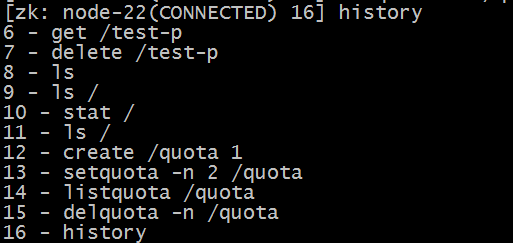 [zk: node-22(CONNECTED) 16] history
6 - get /test-p
7 - delete /test-p
8 - ls
9 - ls /
10 - stat /
11 - ls /
12 - create /quota 1
13 - setquota -n 2 /quota
14 - listquota /quota
15 - delquota -n /quota
16 - history